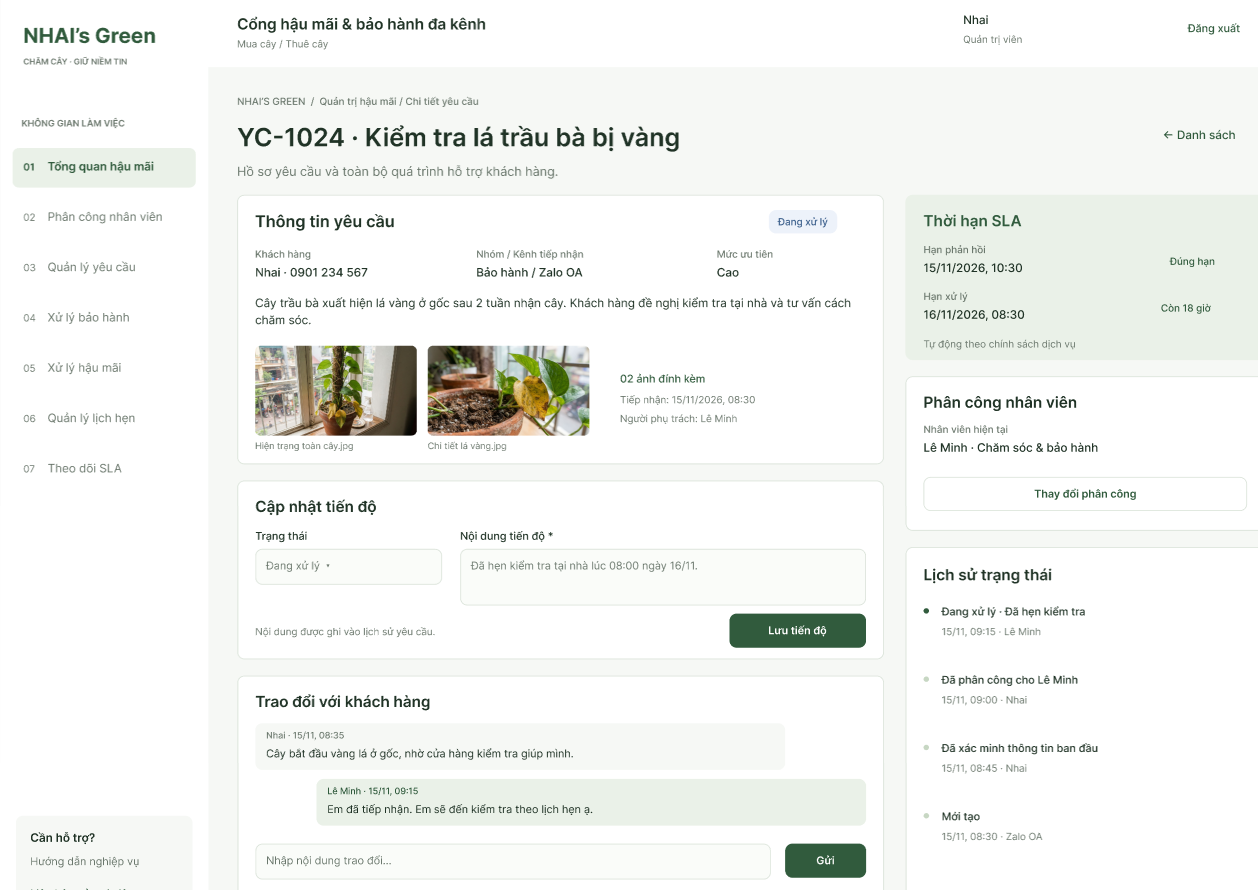 NHAI's Green
CHĂM CÂY · GIỮ NIỀM TIN
KHÔNG GIAN LÀM VIỆC
01 Tổng quan hậu mãi
02 Phân công nhân viên
03 Quản lý yêu cầu
04 Xử lý bảo hành
05 Xử lý hậu mãi
06 Quản lý lịch hẹn
07 Theo dõi SLA
Cần hỗ trợ?
Hướng dẫn nghiệp vụ
Cổng hậu mãi & bảo hành đa kênh
Mua cây / Thuê cây
Nhai
Quản trị viên
Đăng xuất
NHAI'S GREEN / Quản trị hậu mãi / Chi tiết yêu cầu
YC-1024 · Kiểm tra lá trầu bà bị vàng
← Danh sách
Hồ sơ yêu cầu và toàn bộ quá trình hỗ trợ khách hàng.
Thông tin yêu cầu
Đang xử lý
Khách hàng
Nhai · 0901 234 567
Nhóm / Kênh tiếp nhận
Bảo hành / Zalo OA
Mức ưu tiên
Cao
Cây trầu bà xuất hiện lá vàng ở gốc sau 2 tuần nhận cây. Khách hàng đề nghị kiểm tra tại nhà và tư vấn cách
chăm sóc.
Hiện trạng toàn cây.jpg
Chi tiết lá vàng.jpg
02 ảnh đính kèm
Tiếp nhận: 15/11/2026, 08:30
Người phụ trách: Lê Minh
Cập nhật tiến độ
Trạng thái
Đang xử lý
Nội dung tiến độ *
Đã hẹn kiểm tra tại nhà lúc 08:00 ngày 16/11.
Nội dung được ghi vào lịch sử yêu cầu.
Lưu tiến độ
Trao đổi với khách hàng
Nhai · 15/11, 08:35
Cây bắt đầu vàng lá ở gốc, nhờ cửa hàng kiểm tra giúp mình.
Lê Minh · 15/11, 09:15
Em đã tiếp nhận. Em sẽ đến kiểm tra theo lịch hẹn ạ.
Nhập nội dung trao đổi...
Gửi
Thời hạn SLA
Hạn phản hồi
15/11/2026, 10:30
Đúng hạn
Hạn xử lý
16/11/2026, 08:30
Còn 18 giờ
Tự động theo chính sách dịch vụ
Phân công nhân viên
Nhân viên hiện tại
Lê Minh · Chăm sóc & bảo hành
Thay đổi phân công
Lịch sử trạng thái
Đang xử lý · Đã hẹn kiểm tra
15/11, 09:15 · Lê Minh
Đã phân công cho Lê Minh
15/11, 09:00 · Nhai
Đã xác minh thông tin ban đầu
15/11, 08:45 · Nhai
Mới tạo
15/11, 08:30 · Zalo OA